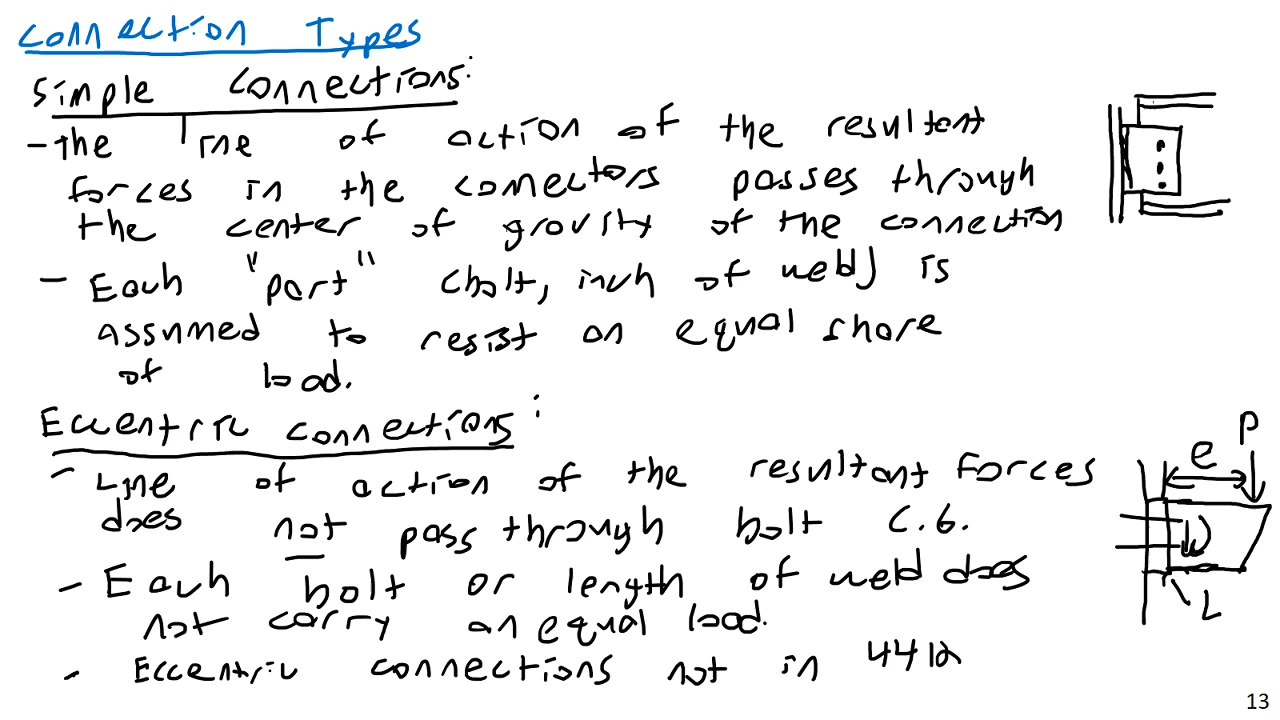 Connection Types
Simple Connections:
- The line of action of the resultant
forces in the connectors passes through
the center of gravity of the connection
- Each "part" (bolt, inch of weld) is
assumed to resist an equal share
of load.
Eccentric connections:
- Line of action of the resultant forces
does not pass through bolt C.G.
- Each bolt or length of weld does
not carry an equal load.
- Eccentric connections not in
P
e
L
13